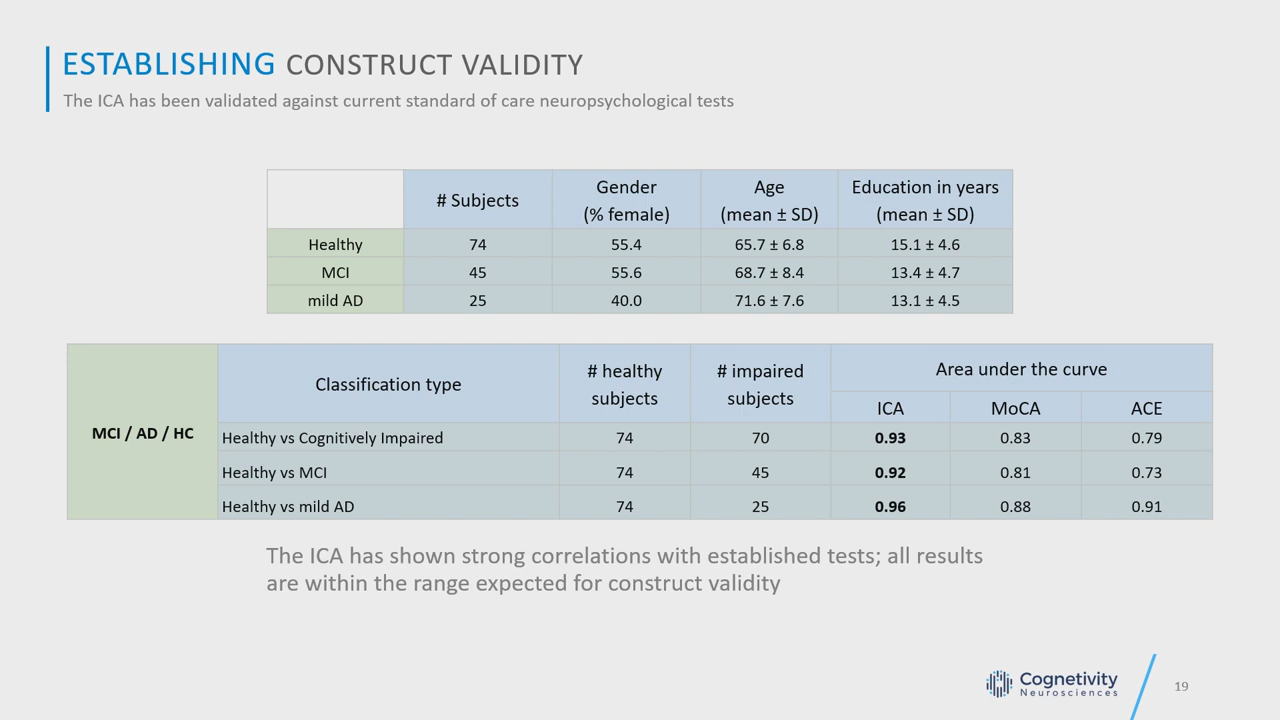 ESTABLISHING CONSTRUCT VALIDITY
The ICA has been validated against current standard of care neuropsychological tests
# Subjects
Gender
(% female)
Age
(mean ± SD)
Education in years
(mean ± SD)
Healthy 74 55.4 65.7 ± 6.8 15.1 ± 4.6
MCI 45 55.6 68.7 ± 8.4 13.4 ± 4.7
mild AD 25 40.0 71.6 ± 7.6 13.1 ± 4.5
MCI / AD / HC
Classification type
# healthy
subjects
# impaired
subjects
Area under the curve
ICA MoCA ACE
Healthy vs Cognitively Impaired 74 70 0.93 0.83 0.79
Healthy vs MCI 74 45 0.92 0.81 0.73
Healthy vs mild AD 74 25 0.96 0.88 0.91
The ICA has shown strong correlations with established tests; all results
are within the range expected for construct validity
Cognetivity
Neurosciences
19